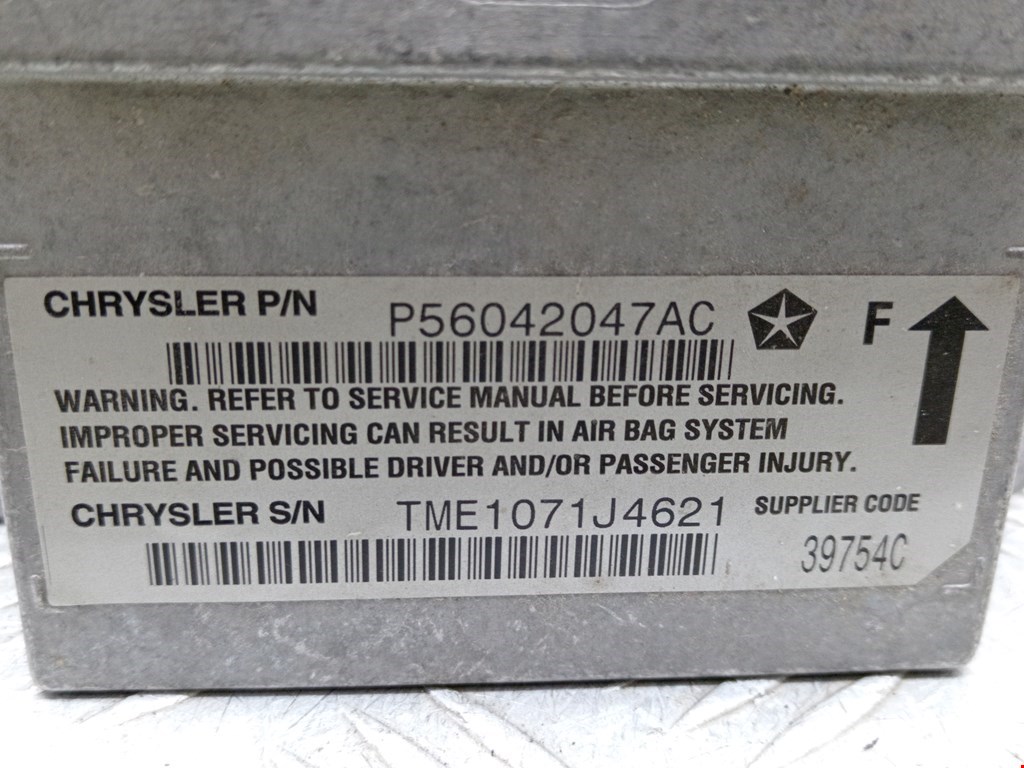 CHRYSLER P/N P56042047AC F
WARNING. REFER TO SERVICE MANUAL BEFORE SERVICING.
IMPROPER SERVICING CAN RESULT IN AIR BAG SYSTEM
FAILURE AND POSSIBLE DRIVER AND/OR PASSENGER INJURY.
CHRYSLER S/N TME1071J4621 SUPPLIER CODE
39754C